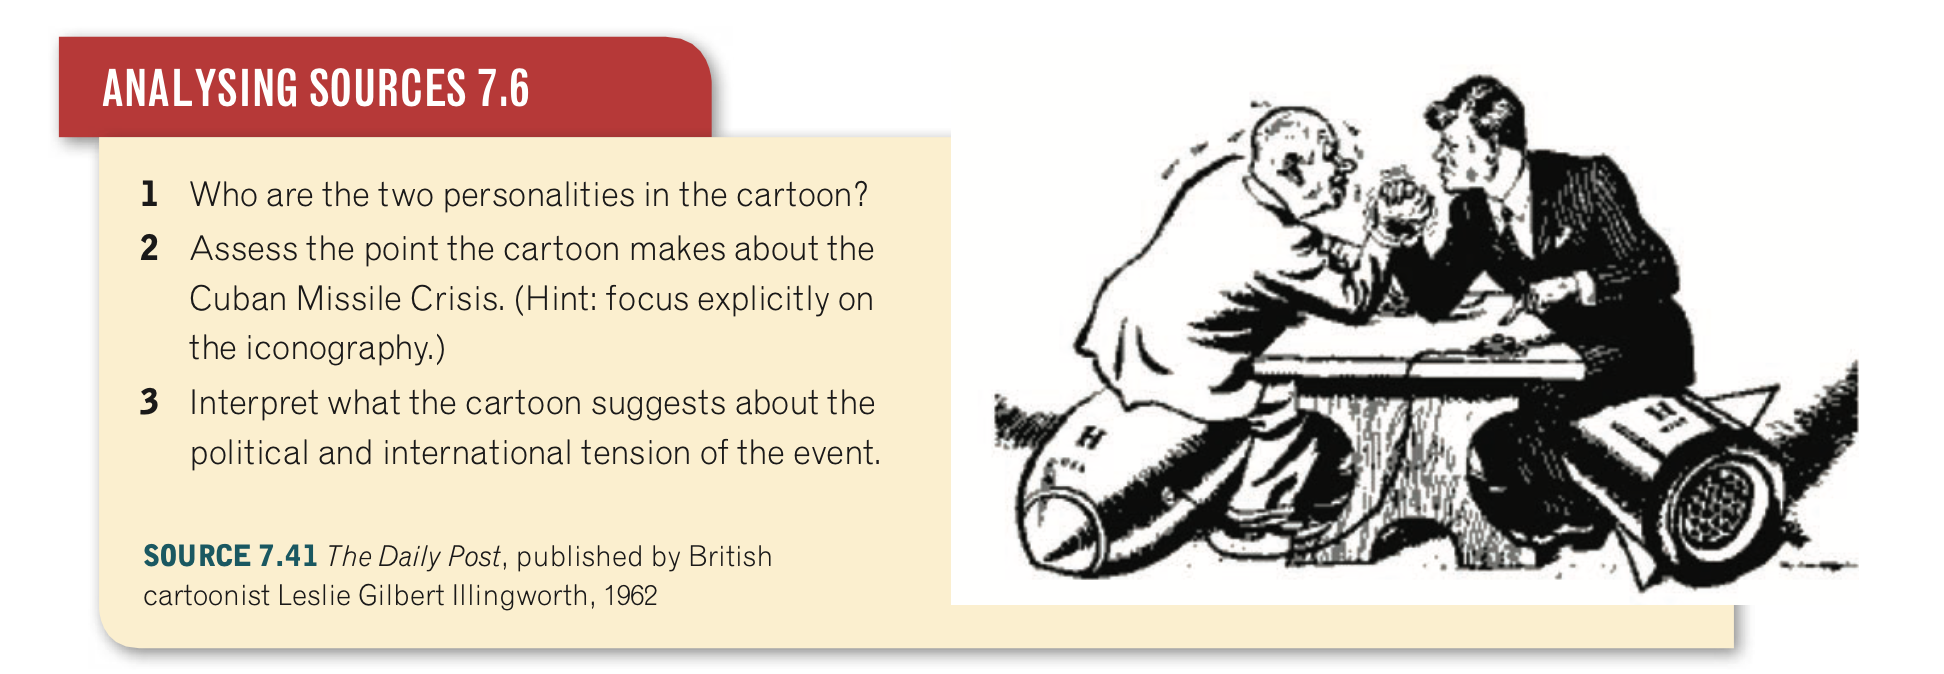 ANALYSING SOURCES 7.6
1 Who are the two personalities in the cartoon?
2 Assess the point the cartoon makes about the
Cuban Missile Crisis. (Hint: focus explicitly on
the iconography.)
3 Interpret what the cartoon suggests about the
political and international tension of the event.
SOURCE 7.41 The Daily Post, published by British
cartoonist Leslie Gilbert Illingworth, 1962
H
H